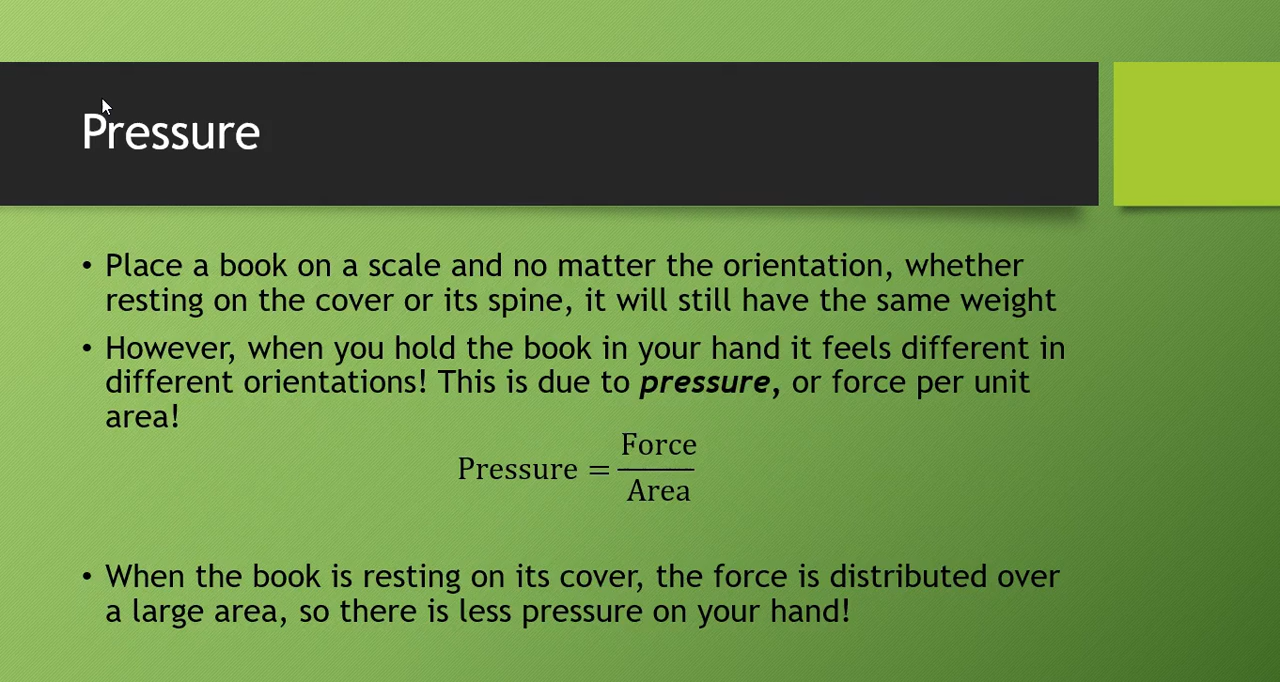 Pressure
• Place a book on a scale and no matter the orientation, whether
resting on the cover or its spine, it will still have the same weight
• However, when you hold the book in your hand it feels different in
different orientations! This is due to pressure, or force per unit
area!
Pressure = Force
Area
• When the book is resting on its cover, the force is distributed over
a large area, so there is less pressure on your hand!